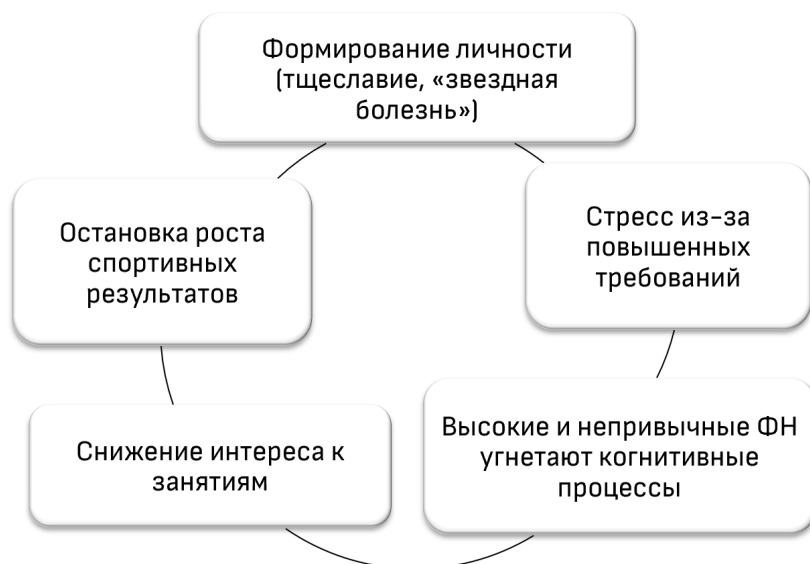 Формирование личности
(тщеславие, «звездная
болезнь»)
Стресс из-за
повышенных
требований
Высокие и непривычные ФН
угнетают когнитивные
процессы
Снижение интереса к
занятиям
Остановка роста
спортивных
результатов